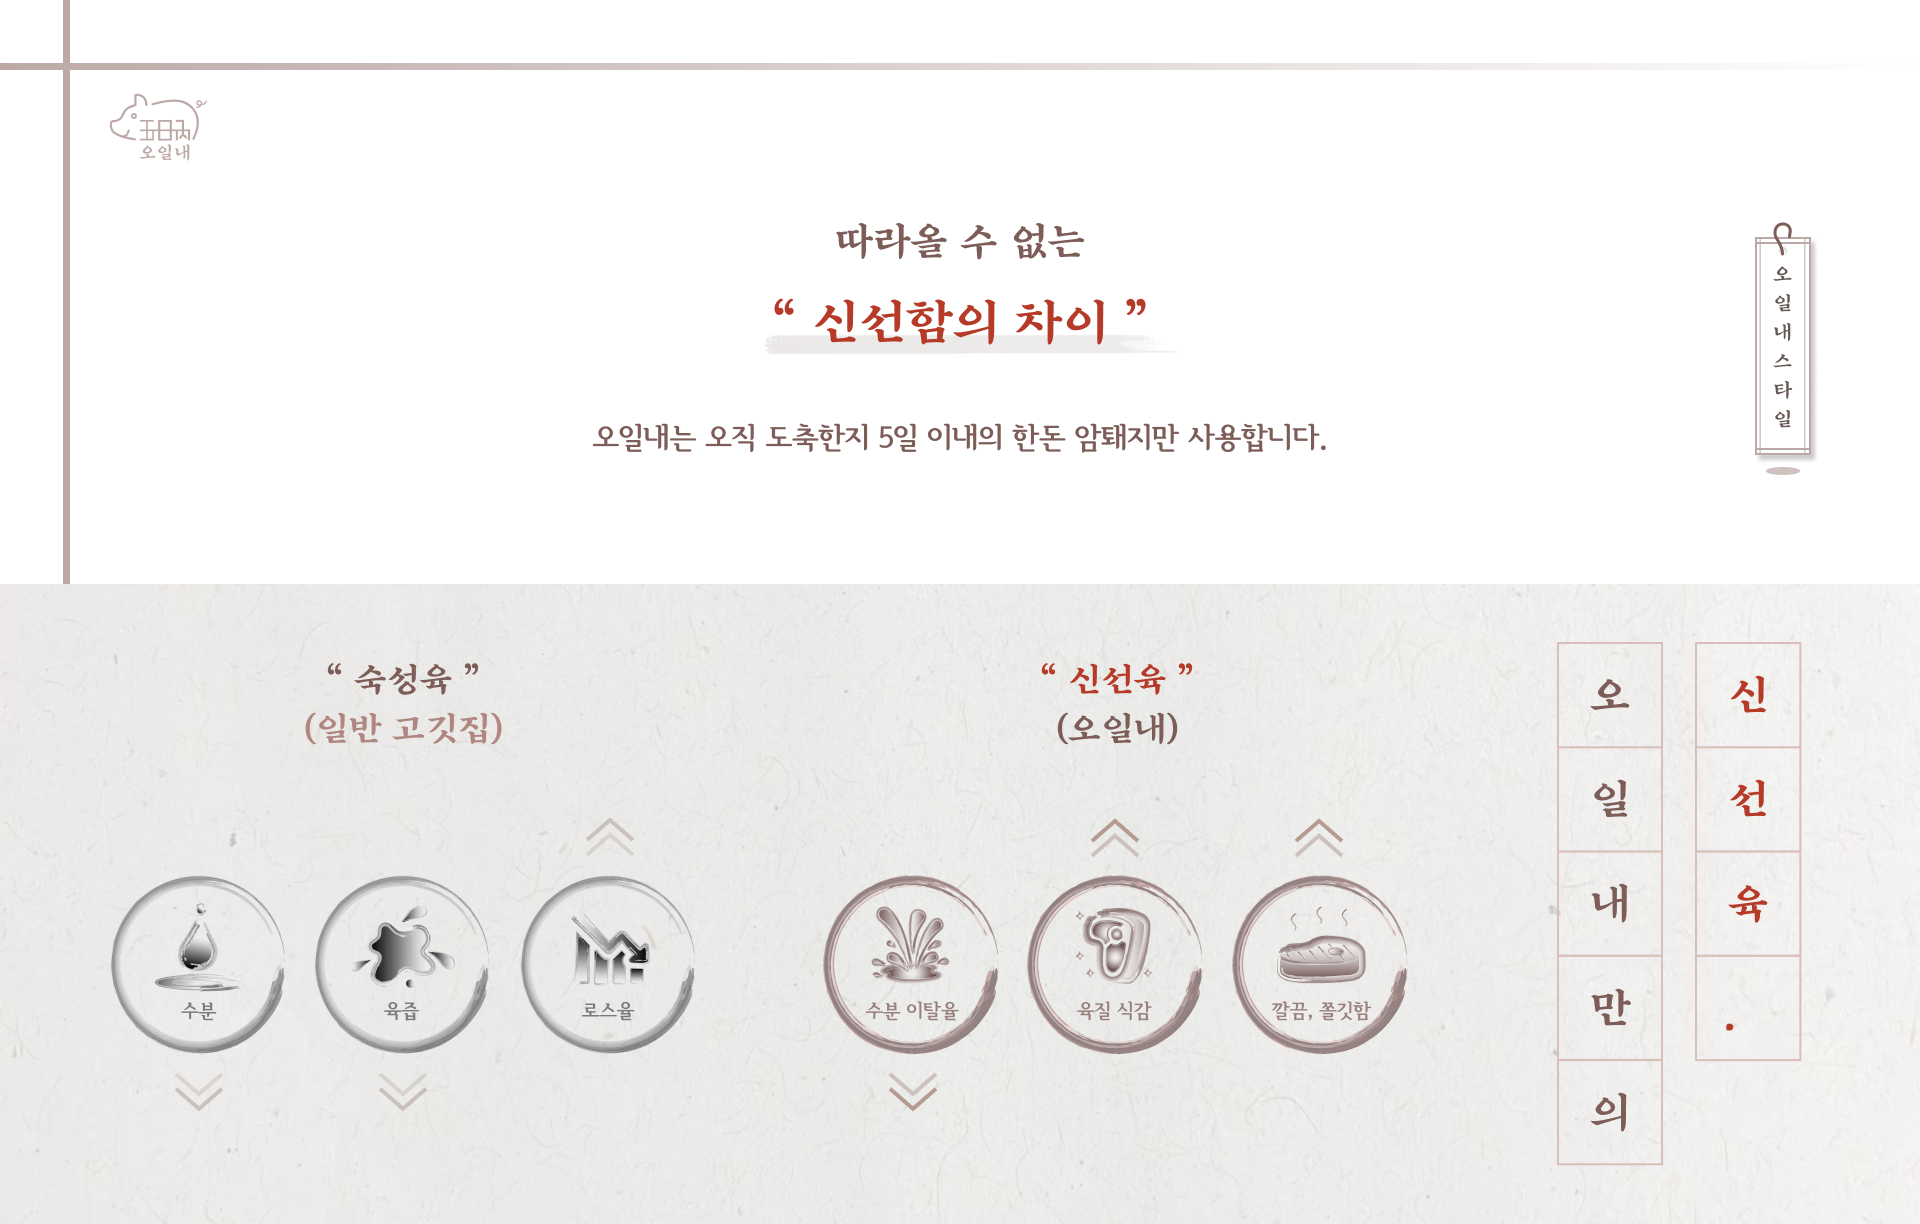 오일내
따라올 수 없는
“ 신선함의 차이 ”
오일내는 오직 도축한지 5일 이내의 한돈 암퇘지만 사용합니다.
오일내스타일
“ 숙성육 ”
(일반 고깃집)
수분
육즙
로스율
“ 신선육 ”
(오일내)
수분 이탈율
육질 식감
깔끔, 쫄깃함
오일내만의
신선육.